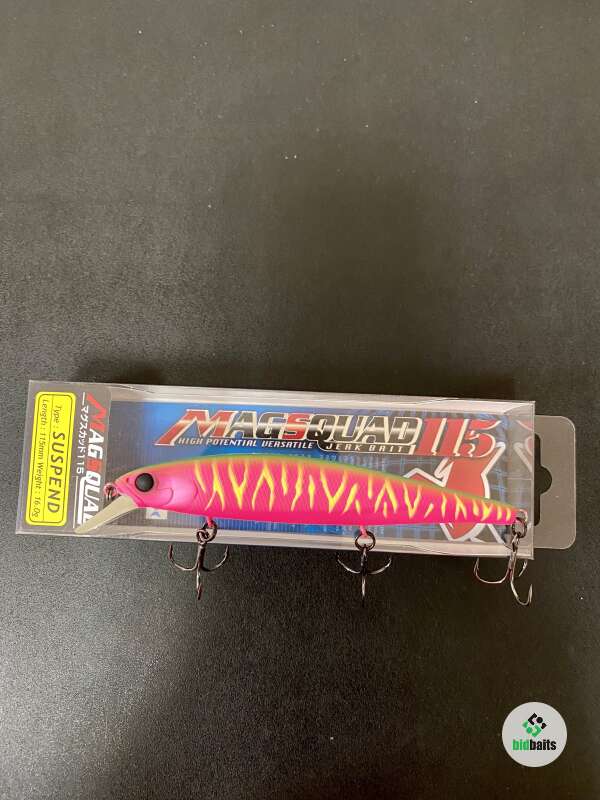 MAGSQUAD 115
HIGH POTENTIAL VERSATILE JERK BAIT
MAGSQUA
マグスカッド115
Type : SUSPEND
Length : 115mm Weight : 16.0g
bidbaits